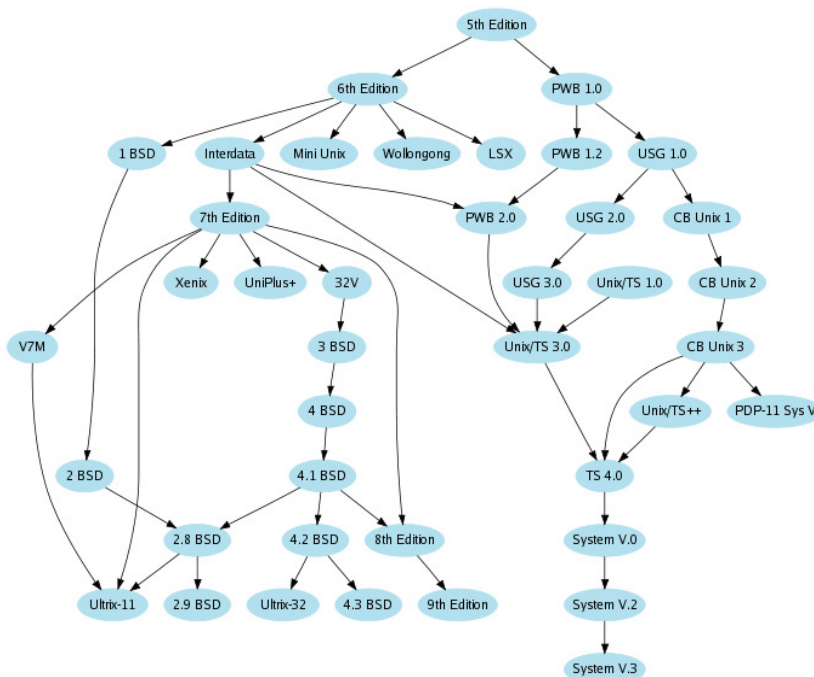 5th Edition
6th Edition
PWB 1.0
1 BSD
Interdata
Mini Unix
Wollongong
LSX
PWB 1.2
USG 1.0
7th Edition
PWB 2.0
USG 2.0
CB Unix 1
Xenix
UniPlus+
32V
USG 3.0
Unix/TS 1.0
CB Unix 2
V7M
3 BSD
Unix/TS 3.0
CB Unix 3
4 BSD
Unix/TS++
PDP-11 Sys V
2 BSD
4.1 BSD
TS 4.0
2.8 BSD
4.2 BSD
8th Edition
System V.0
Ultrix-11
2.9 BSD
Ultrix-32
4.3 BSD
9th Edition
System V.2
System V.3